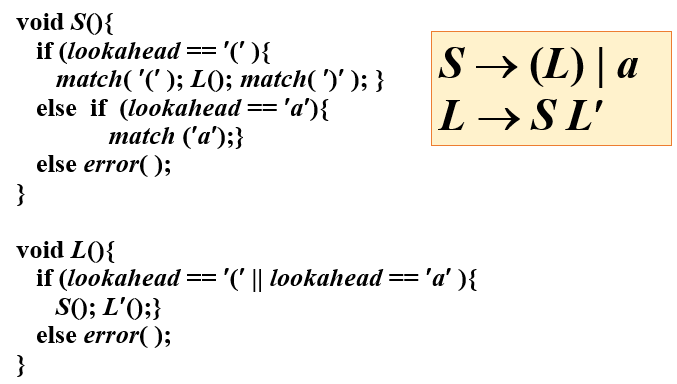 void S(){
if (lookahead == '(' ){
match( '(' ); L(); match( ')' ); }
else if (lookahead == 'a'){
match ('a');}
else error( );
}
void L(){
if (lookahead == '(' || lookahead == 'a' ){
S(); L'();}
else error( );
}
S → (L) | a
L → S L'